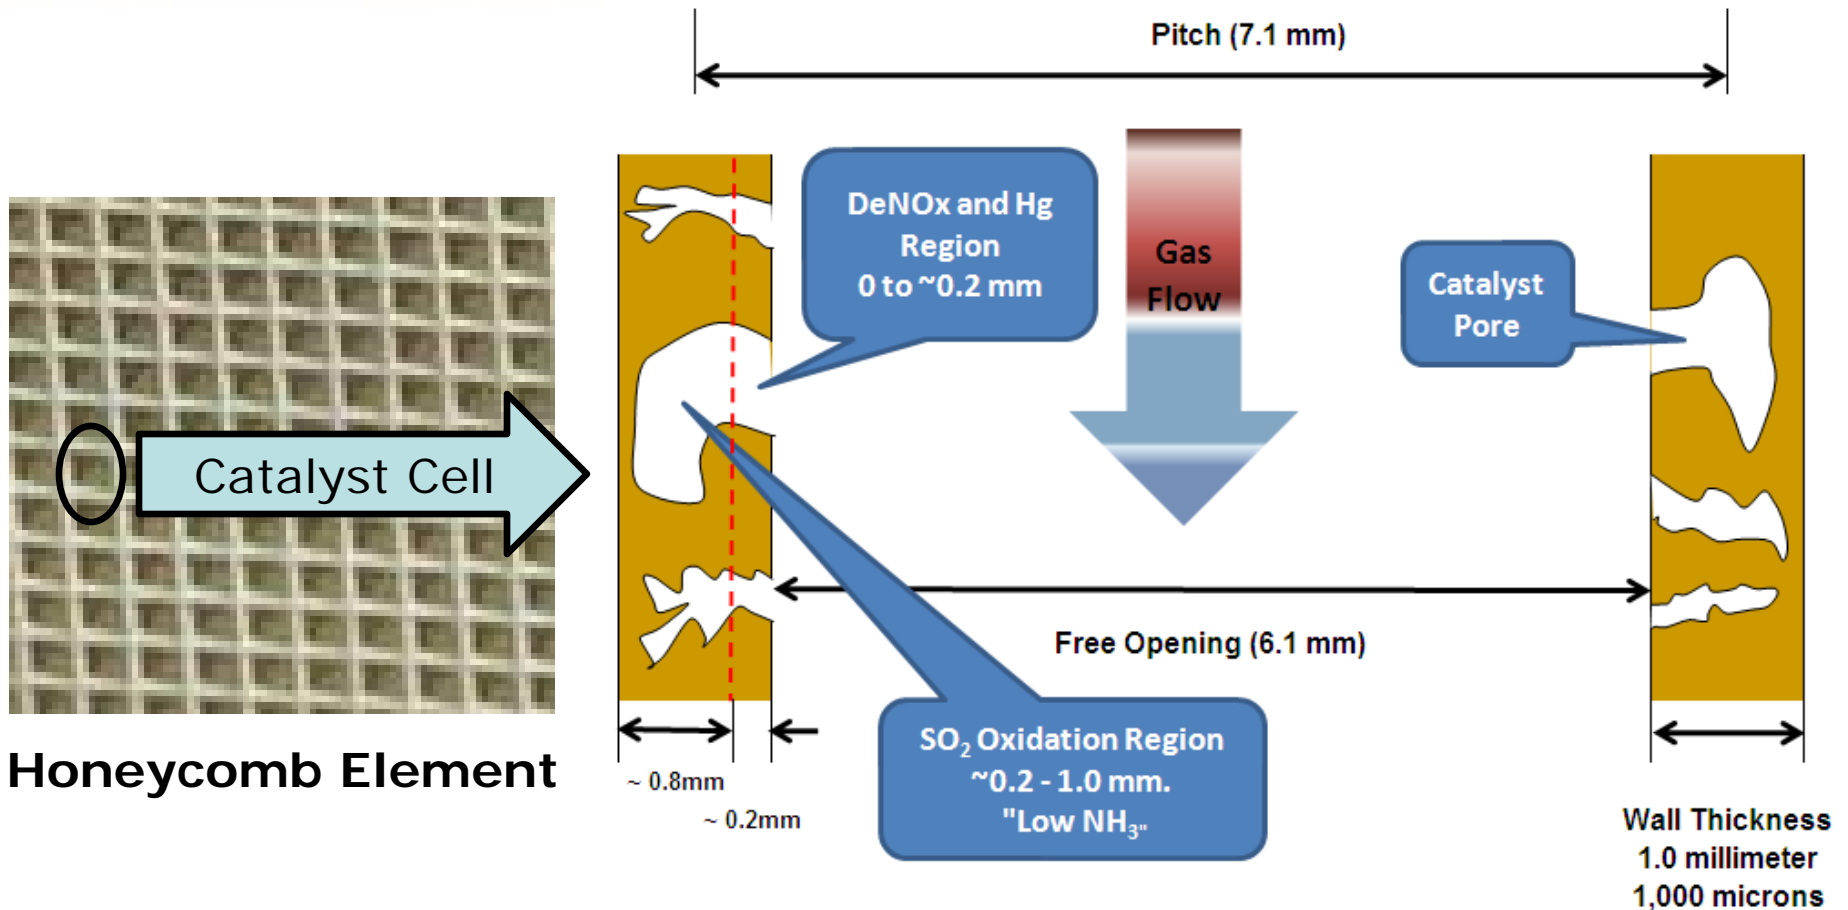 Pitch (7.1 mm)
DeNOx and Hg
Region
0 to ~0.2 mm
Gas
Flow
Catalyst
Pore
Catalyst Cell
Free Opening (6.1 mm)
SO₂ Oxidation Region
~0.2 - 1.0 mm.
"Low NH₃"
Honeycomb Element
~ 0.8mm
~ 0.2mm
Wall Thickness
1.0 millimeter
1,000 microns